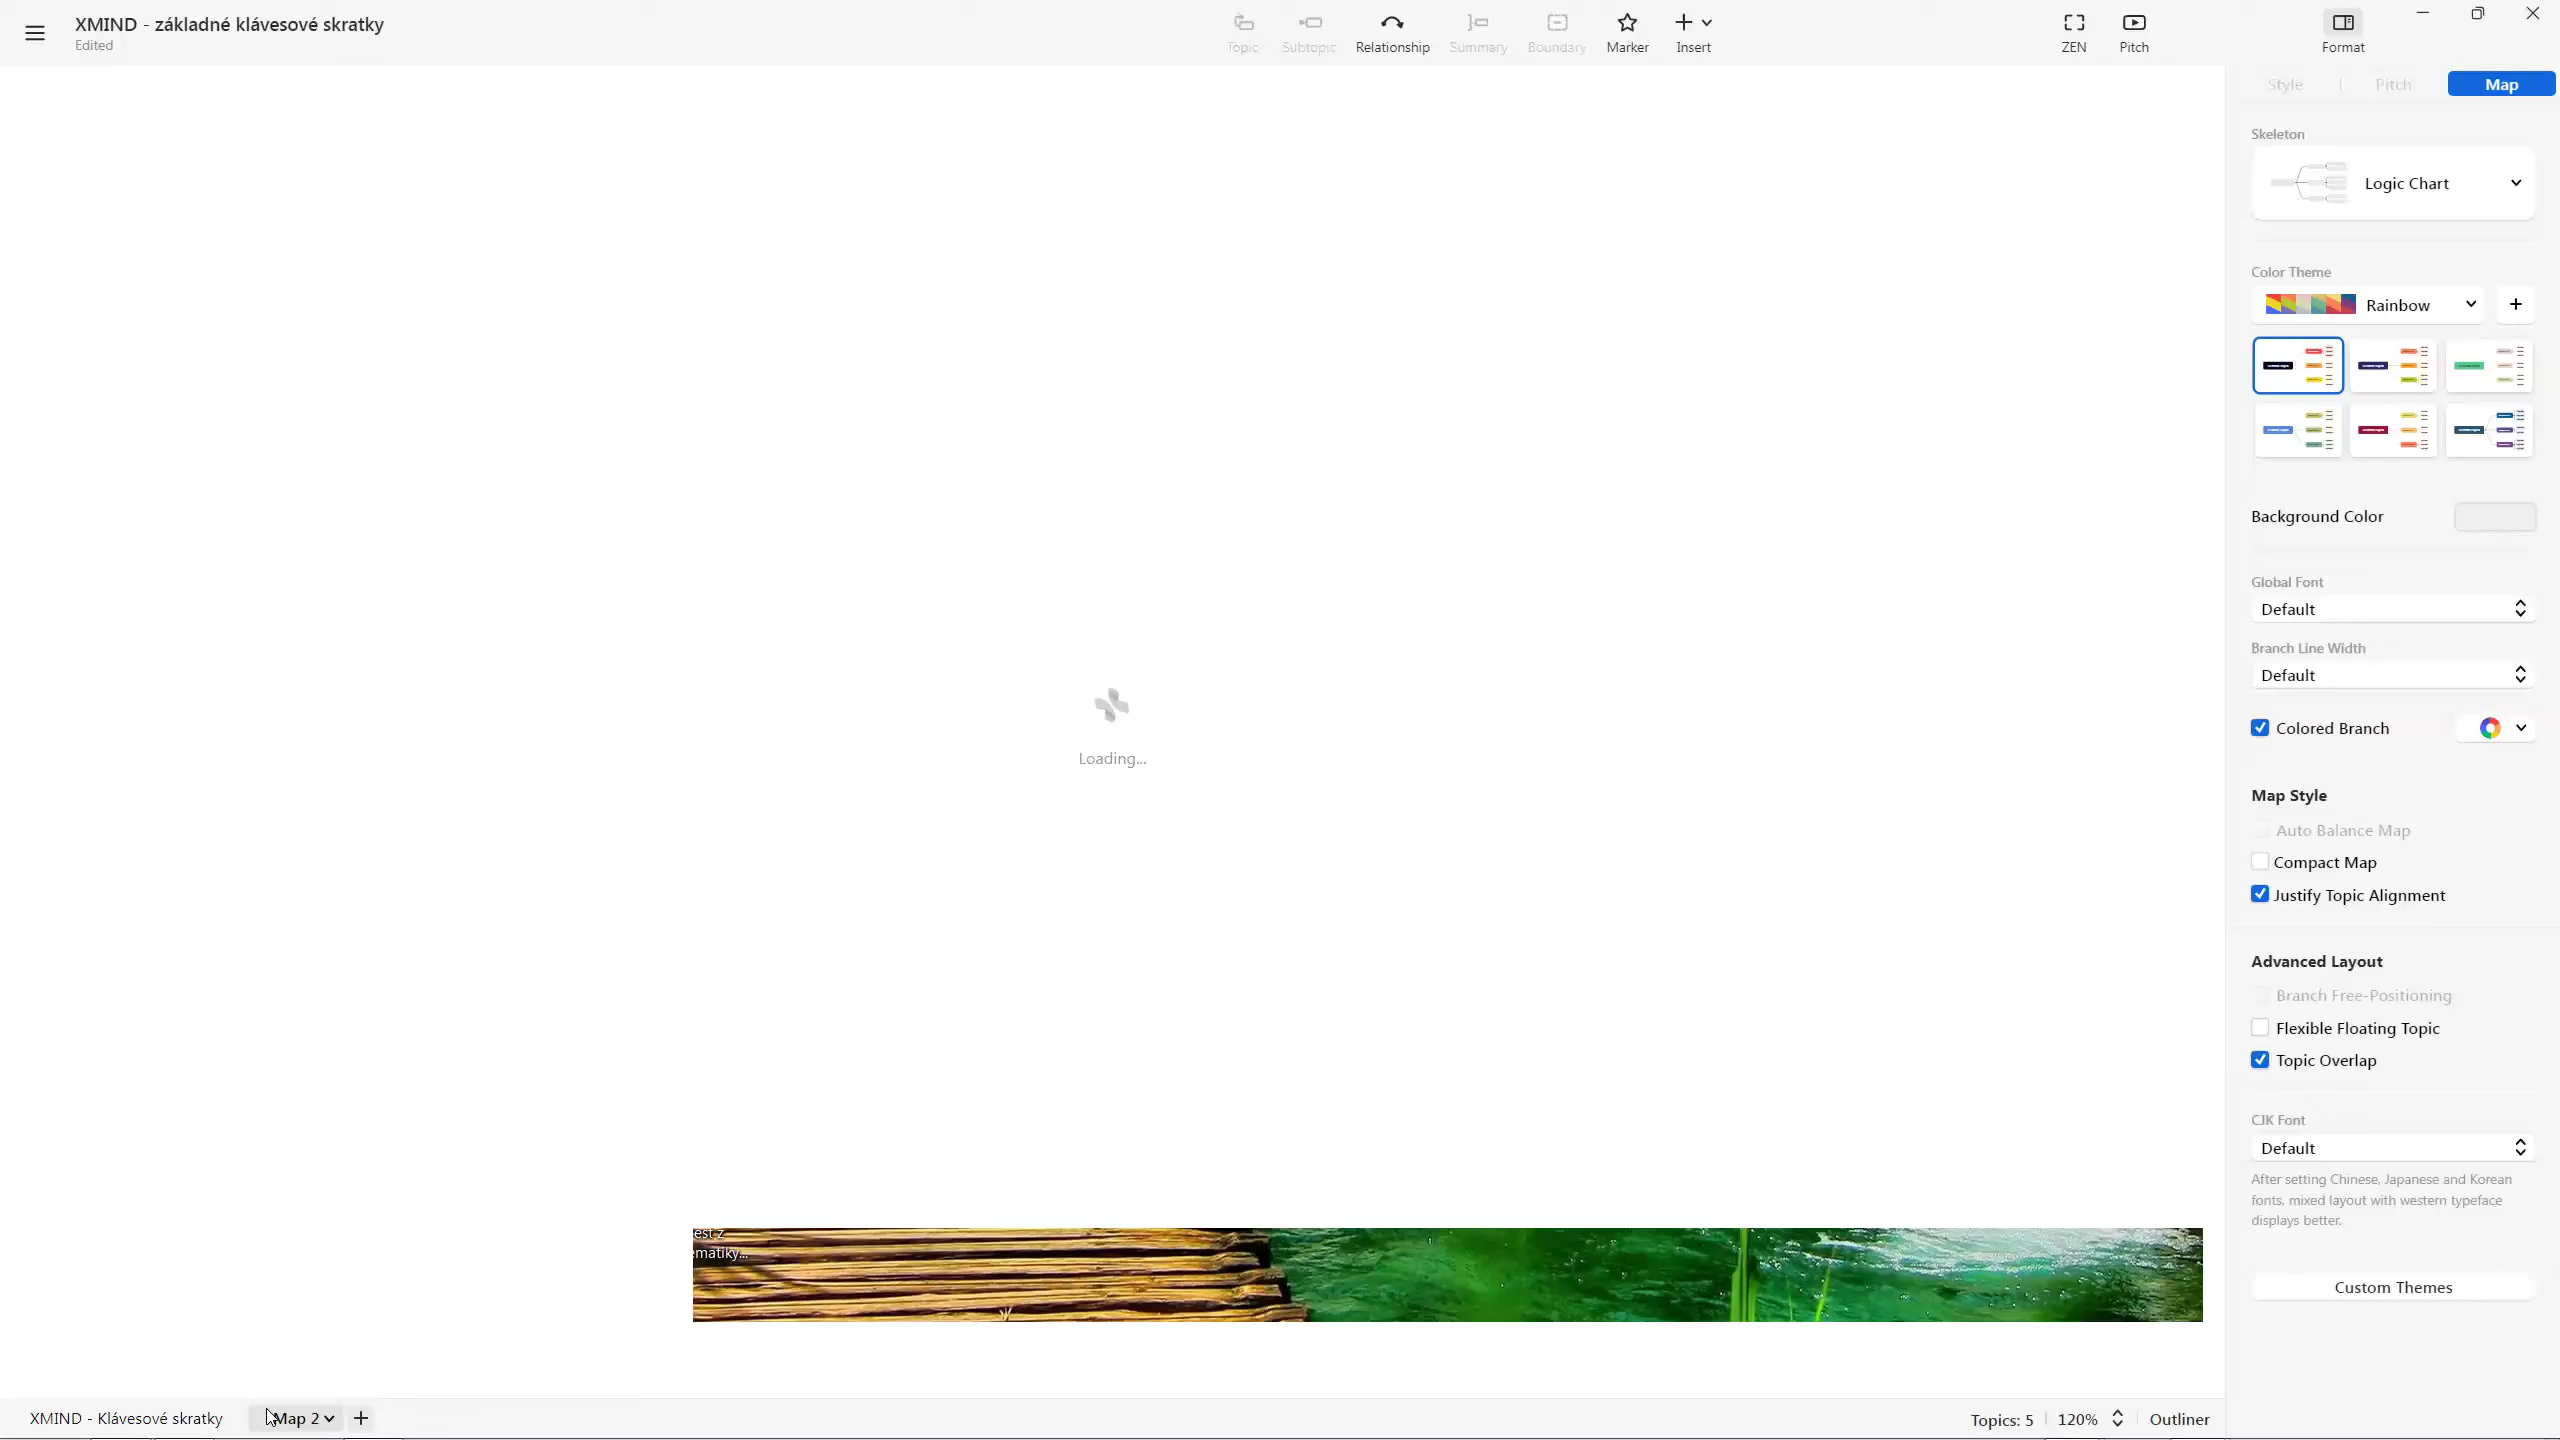 XMIND - základné klávesové skratky
Edited
Topic
Subtopic
Relationship
Summary
Boundary
Marker
Insert
ZEN
Pitch
Format
Style
Pitch
Map
Skeleton
Logic Chart
Color Theme
Rainbow
Background Color
Global Font
Default
Branch Line Width
Default
Colored Branch
Map Style
Auto Balance Map
Compact Map
Justify Topic Alignment
Advanced Layout
Branch Free-Positioning
Flexible Floating Topic
Topic Overlap
CJK Font
Default
After setting Chinese, Japanese and Korean
fonts, mixed layout with western typeface
displays better.
Custom Themes
Loading...
est z
ematiky...
XMIND - Klávesové skratky
Map 2
Topics: 5
120%
Outliner